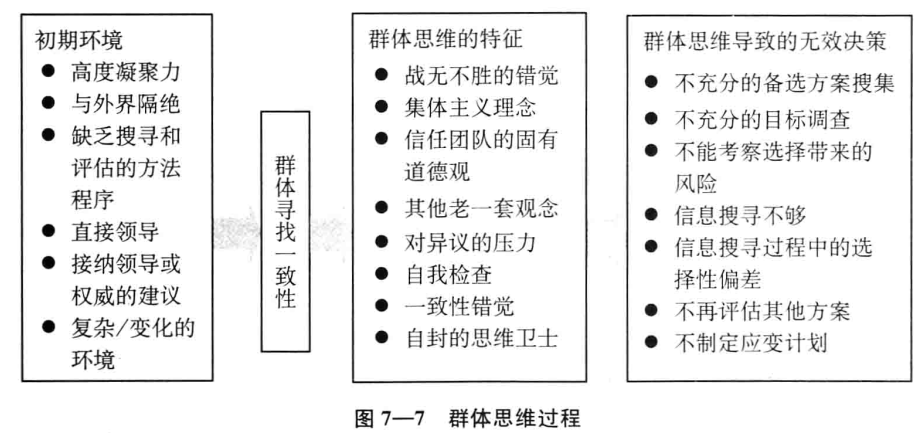 初期环境
● 高度凝聚力
● 与外界隔绝
● 缺乏搜寻和
评估的方法
程序
● 直接领导
● 接纳领导或
权威的建议
● 复杂/变化的
环境
群体寻找一致性
群体思维的特征
● 战无不胜的错觉
● 集体主义理念
● 信任团队的固有
道德观
● 其他老一套观念
● 对异议的压力
● 自我检查
● 一致性错觉
● 自封的思维卫士
群体思维导致的无效决策
● 不充分的备选方案搜集
● 不充分的目标调查
● 不能考察选择带来的
风险
● 信息搜寻不够
● 信息搜寻过程中的选
择性偏差
● 不再评估其他方案
● 不制定应变计划
图 7—7 群体思维过程